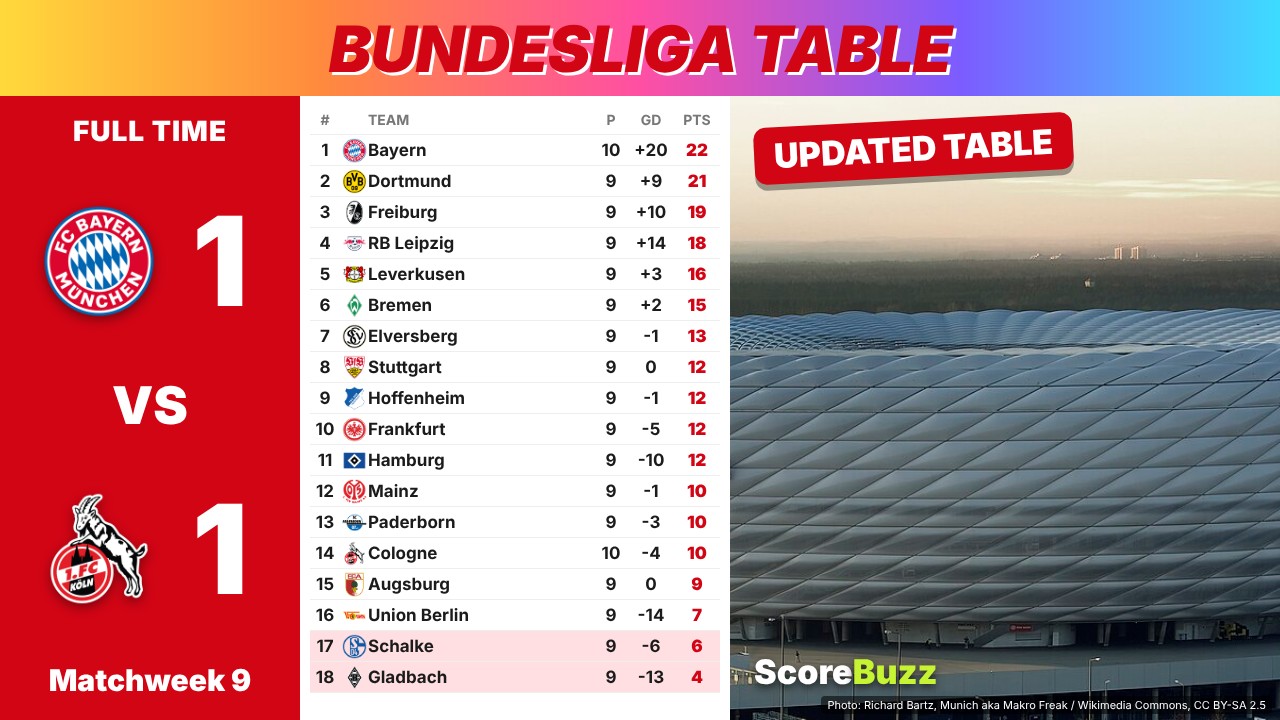 BUNDESLIGA TABLE
FULL TIME
FC BAYERN MÜNCHEN
1
VS
1. FC KÖLN
1
Matchweek 9
# TEAM P GD PTS
1 Bayern 10 +20 22
2 Dortmund 9 +9 21
3 Freiburg 9 +10 19
4 RB Leipzig 9 +14 18
5 Leverkusen 9 +3 16
6 Bremen 9 +2 15
7 Elversberg 9 -1 13
8 Stuttgart 9 0 12
9 Hoffenheim 9 -1 12
10 Frankfurt 9 -5 12
11 Hamburg 9 -10 12
12 Mainz 9 -1 10
13 Paderborn 9 -3 10
14 Cologne 10 -4 10
15 Augsburg 9 0 9
16 Union Berlin 9 -14 7
17 Schalke 9 -6 6
18 Gladbach 9 -13 4
UPDATED TABLE
ScoreBuzz
Photo: Richard Bartz, Munich aka Makro Freak / Wikimedia Commons, CC BY-SA 2.5